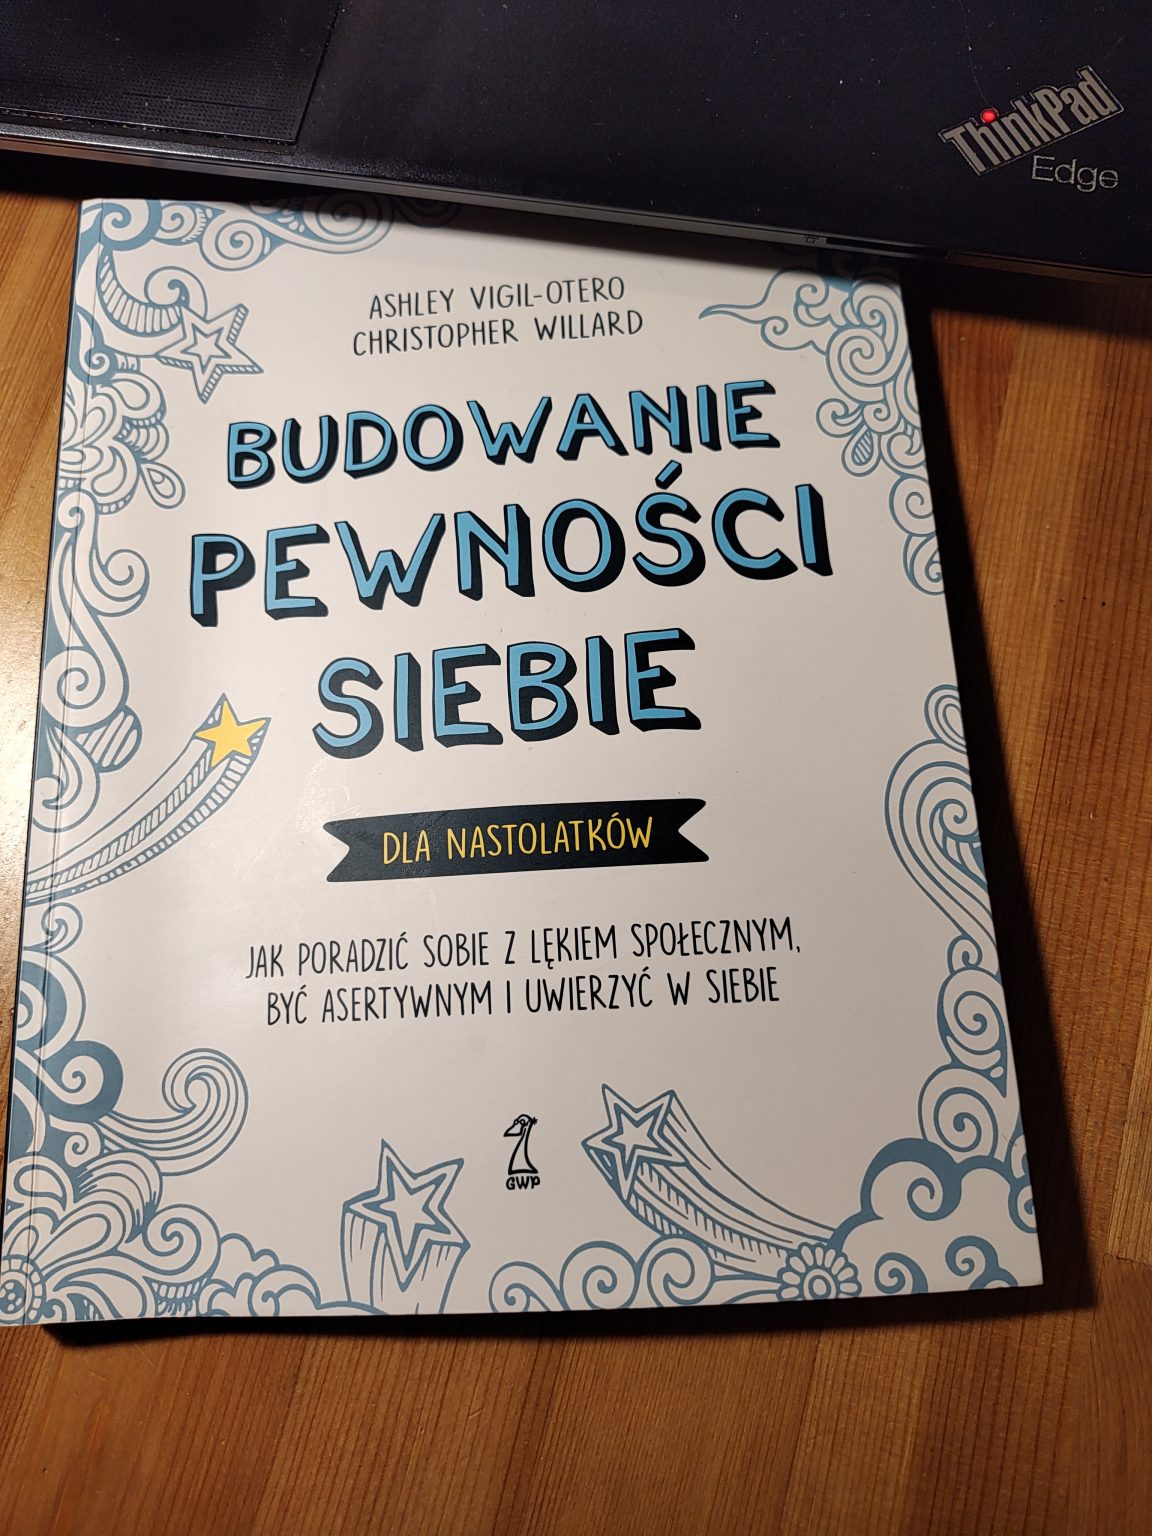 ThinkPad
Edge
ASHLEY VIGIL-OTERO
CHRISTOPHER WILLARD
BUDOWANIE
PEWNOŚCI
SIEBIE
DLA NASTOLATKÓW
JAK PORADZIĆ SOBIE Z LĘKIEM SPOŁECZNYM,
BYĆ ASERTYWNYM I UWIERZYĆ W SIEBIE
GWP